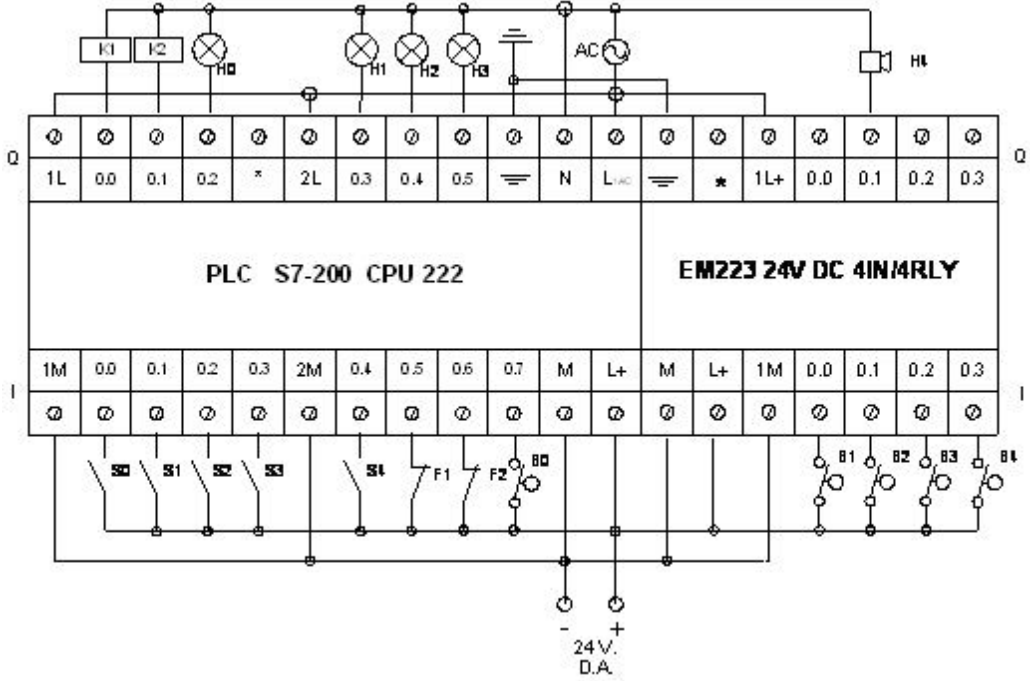 K1 K2 H0 H1 H2 H3 AC H4
Q 1L 0.0 0.1 0.2 * 2L 0.3 0.4 0.5 N L+AC * 1L+ 0.0 0.1 0.2 0.3 Q
PLC S7-200 CPU 222 EM223 24V DC 4IN/4RLY
I 1M 0.0 0.1 0.2 0.3 2M 0.4 0.5 0.6 0.7 M L+ M L+ 1M 0.0 0.1 0.2 0.3 I
S0 S1 S2 S3 S4 F1 F2 B0 B1 B2 B3 B4
- +
24 V.
D.A.